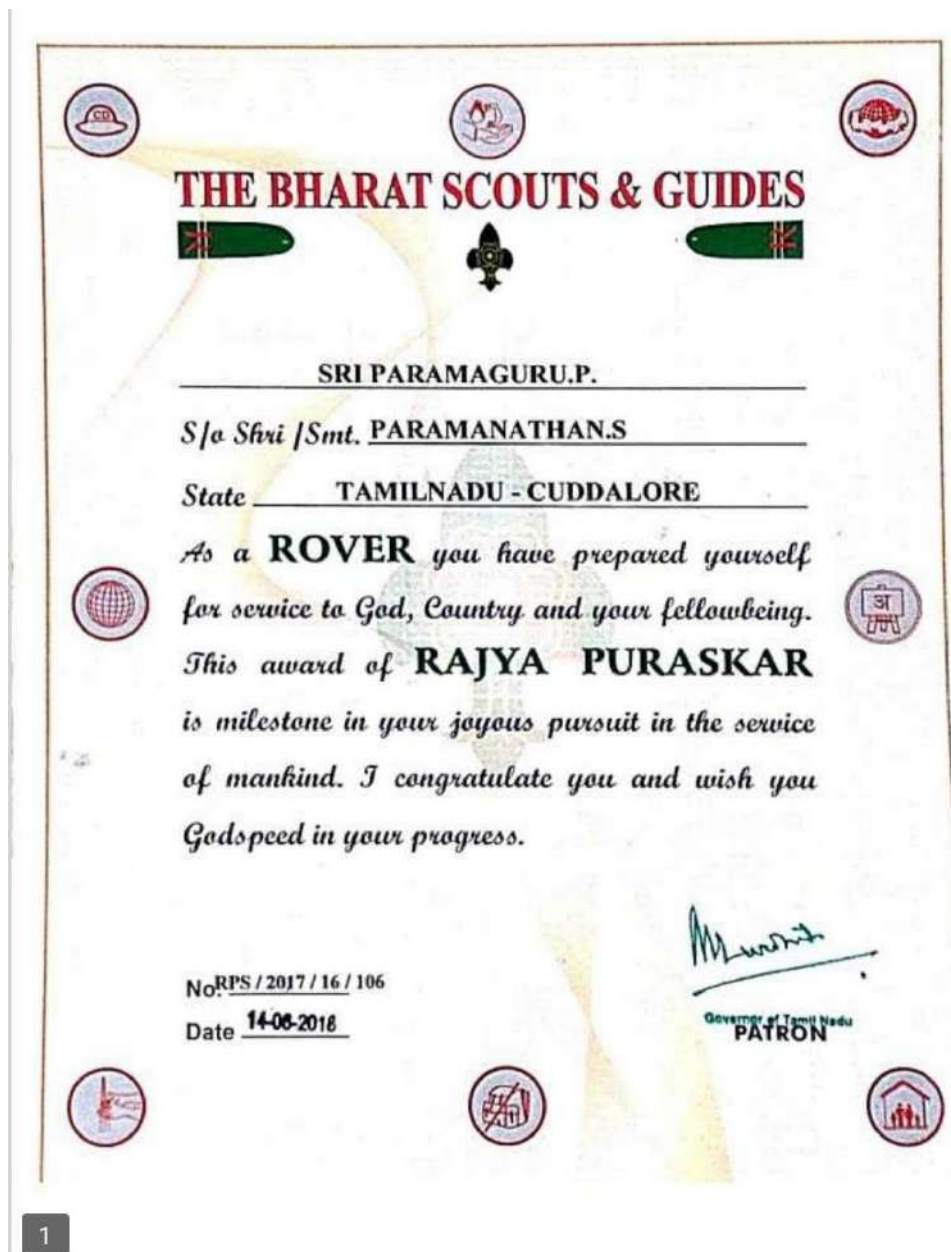 CD
THE BHARAT SCOUTS & GUIDES
SRI PARAMAGURU.P.
S/o Shri /Smt. PARAMANATHAN.S
State TAMILNADU - CUDDALORE
As a ROVER you have prepared yourself
for service to God, Country and your fellowbeing.
अ
This award of RAJYA PURASKAR
is milestone in your joyous pursuit in the service
of mankind. I congratulate you and wish you
Godspeed in your progress.
No. RPS / 2017 / 16 / 106
Date 14-06-2018
Governor of Tamil Nadu
PATRON
1